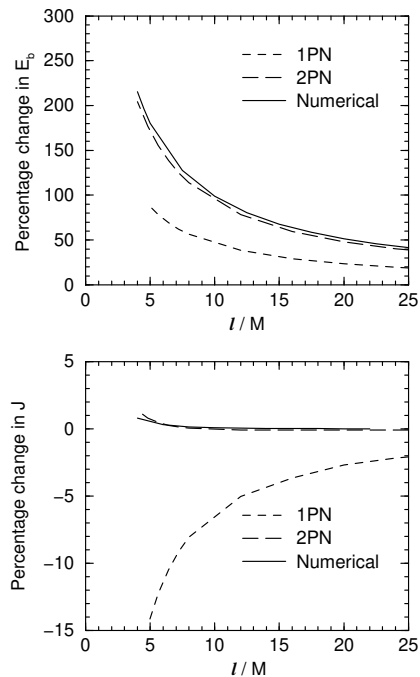 300
250
200
150
100
50
0
Percentage change in E_b
1PN
2PN
Numerical
0 5 10 15 20 25
l / M
5
0
−5
−10
−15
Percentage change in J
1PN
2PN
Numerical
0 5 10 15 20 25
l / M